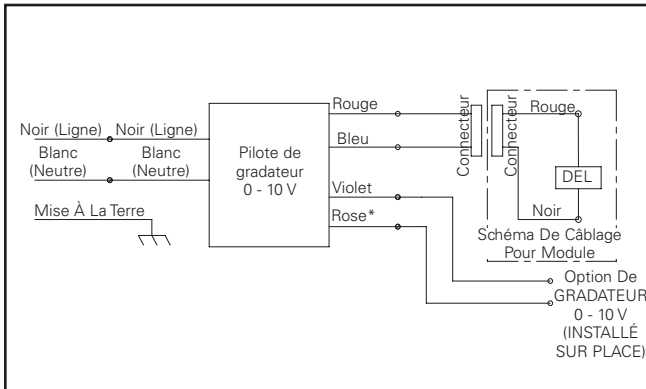 Noir (Ligne)
Noir (Ligne)
Blanc
(Neutre)
Blanc
(Neutre)
Mise À La Terre
Pilote de
gradateur
0 - 10 V
Rouge
Bleu
Violet
Rose*
Connecteur
Connecteur
Rouge
DEL
Noir
Schéma De Câblage
Pour Module
Option De
GRADATEUR
0 - 10 V
(INSTALLÉ
SUR PLACE)